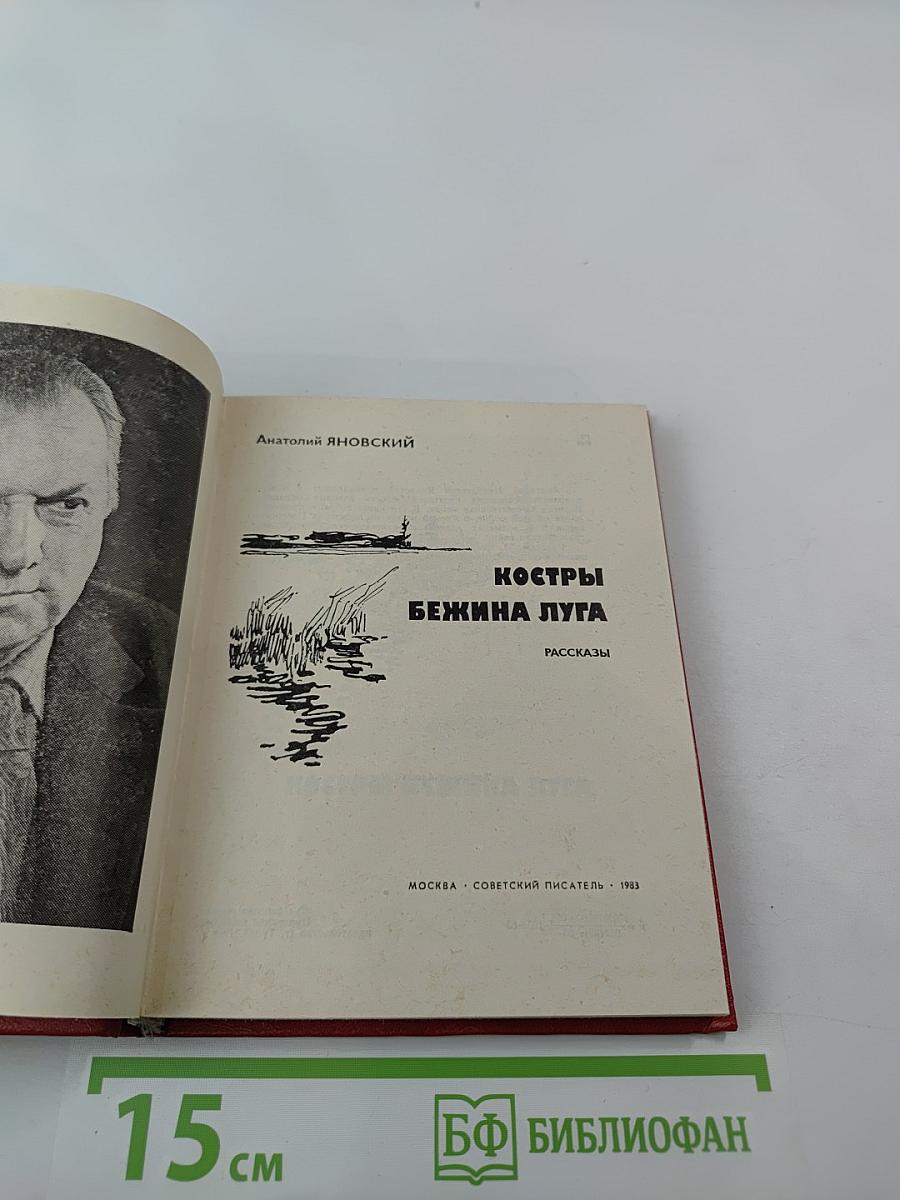 Анатолий ЯНОВСКИЙ
КОСТРЫ
БЕЖИНА ЛУГА
РАССКАЗЫ
МОСКВА · СОВЕТСКИЙ ПИСАТЕЛЬ · 1983
15 СМ
БФ БИБЛИОФАН